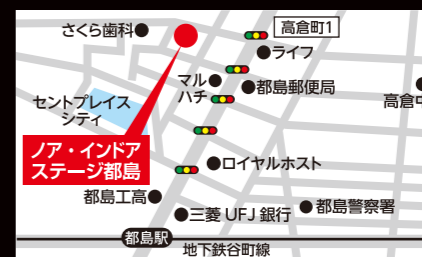 さくら歯科
高倉町1
ライフ
マル
ハチ
都島郵便局
高倉中
セントプレイス
シティ
ノア・インドア
ステージ都島
ロイヤルホスト
都島工高
三菱UFJ銀行
都島警察署
都島駅
地下鉄谷町線